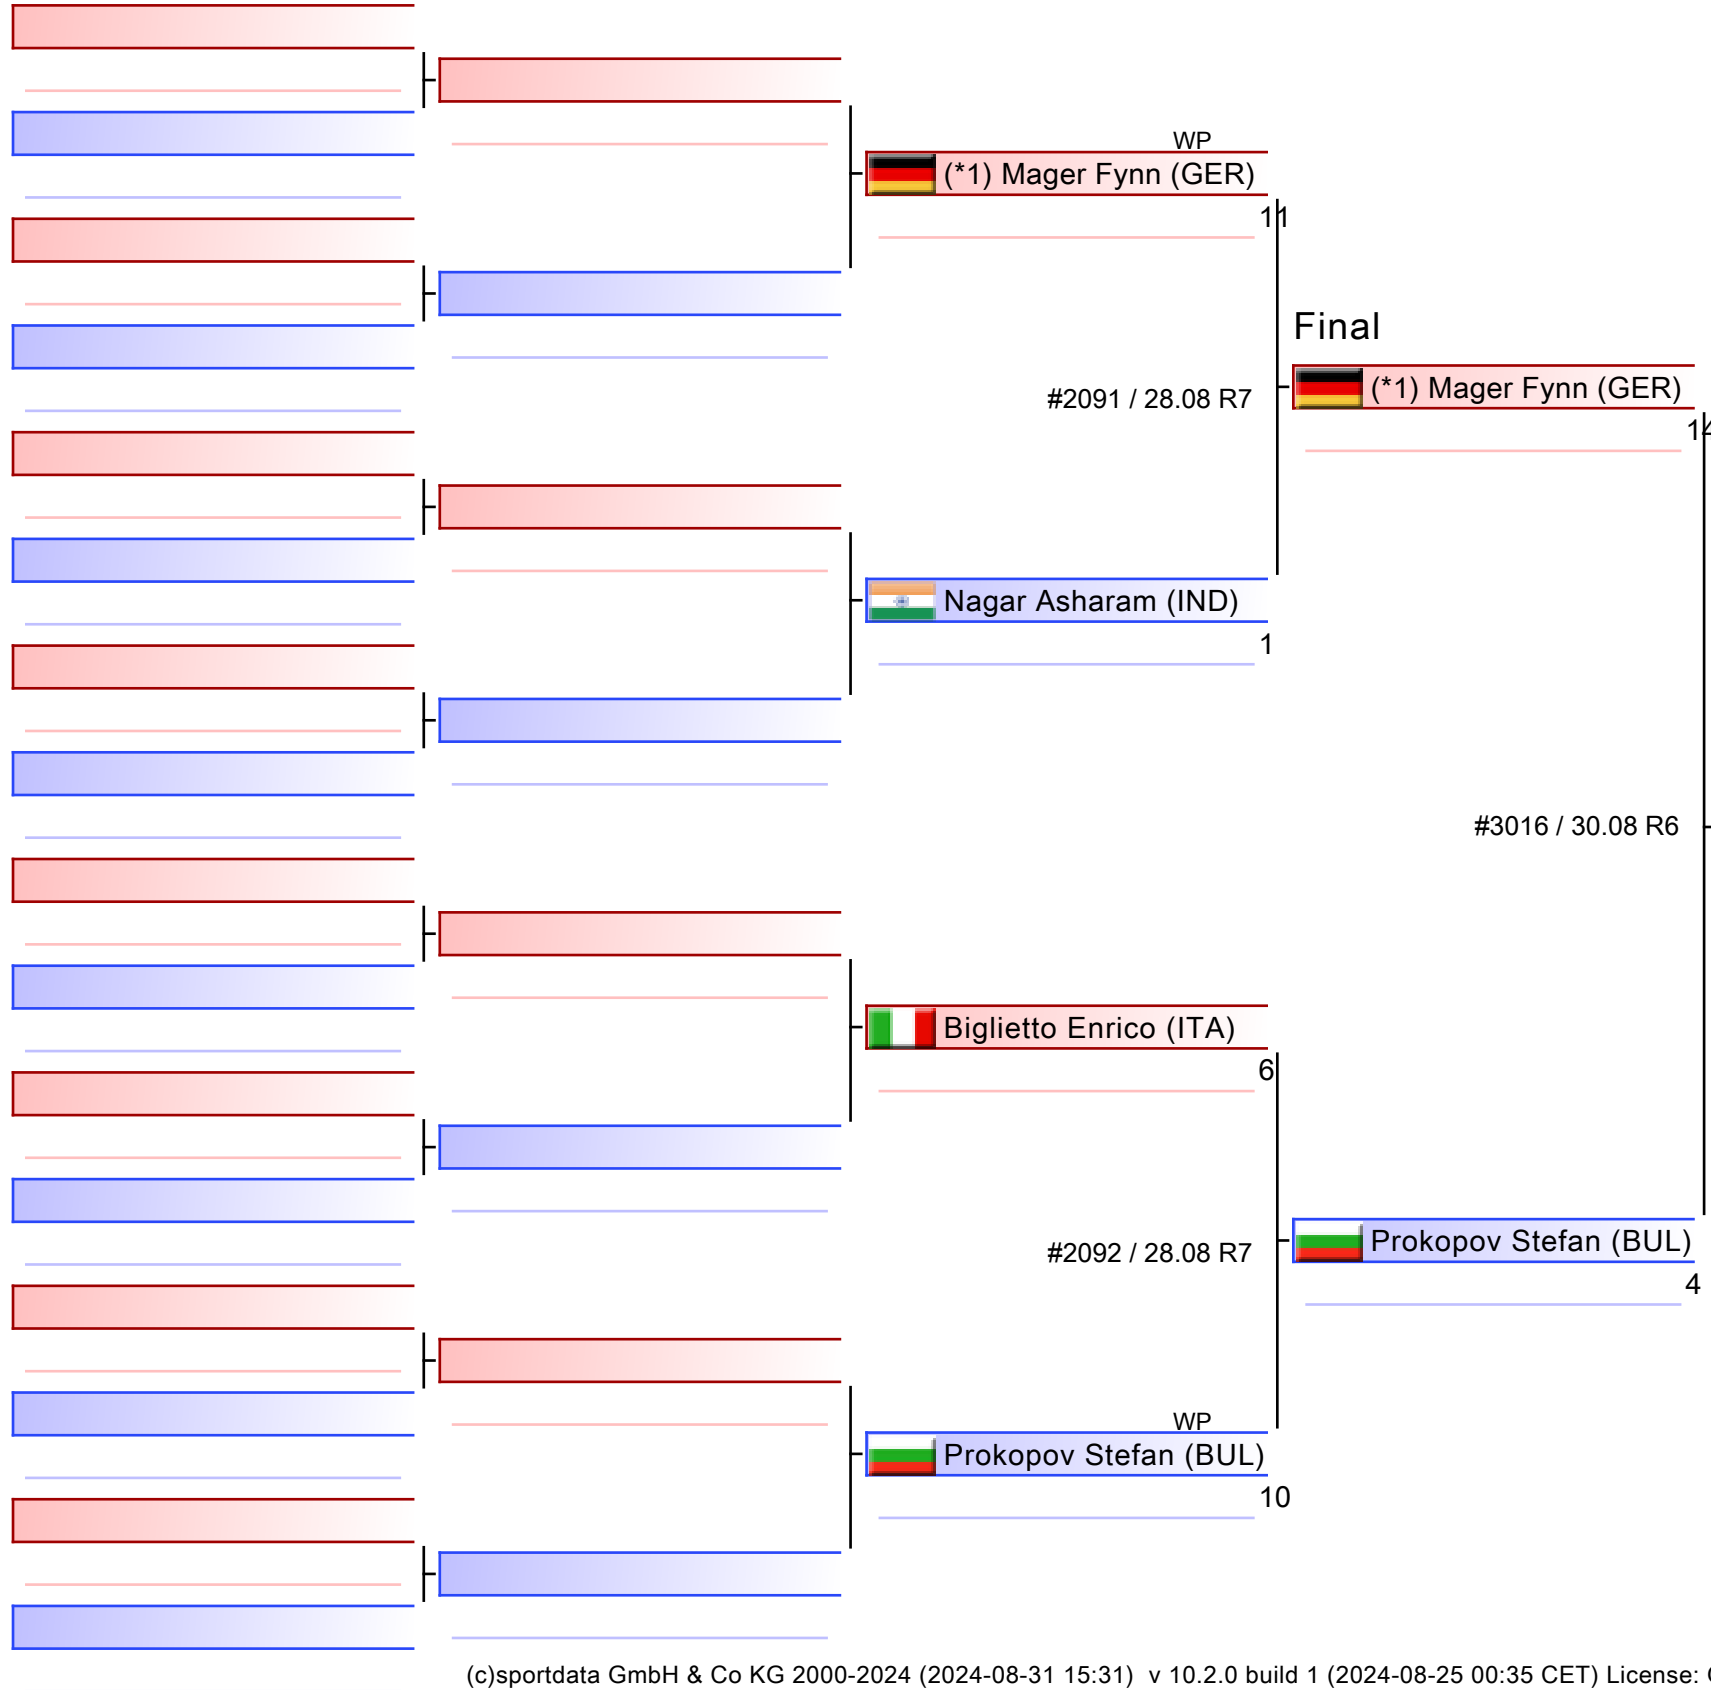 WP
(*1) Mager Fynn (GER)
11
Final
#2091 / 28.08 R7
(*1) Mager Fynn (GER)
14
Nagar Asharam (IND)
1
#3016 / 30.08 R6
Biglietto Enrico (ITA)
6
#2092 / 28.08 R7
Prokopov Stefan (BUL)
4
WP
Prokopov Stefan (BUL)
10
(c)sportdata GmbH & Co KG 2000-2024 (2024-08-31 15:31) v 10.2.0 build 1 (2024-08-25 00:35 CET) License: